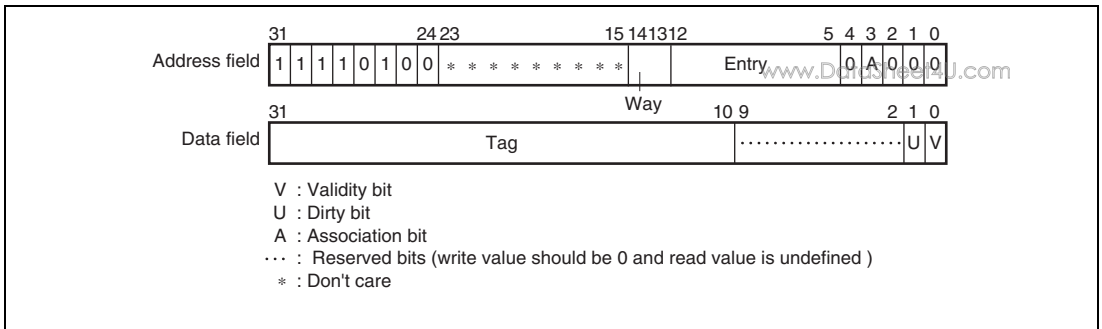 31 24 23 15 14 13 12 5 4 3 2 1 0
Address field 1 1 1 1 0 1 0 0 * * * * * * * * * Entry 0 A 0 0 0
www.DataSheet4U.com
Way
31 10 9 2 1 0
Data field Tag ···················· U V
V : Validity bit
U : Dirty bit
A : Association bit
··· : Reserved bits (write value should be 0 and read value is undefined )
* : Don't care